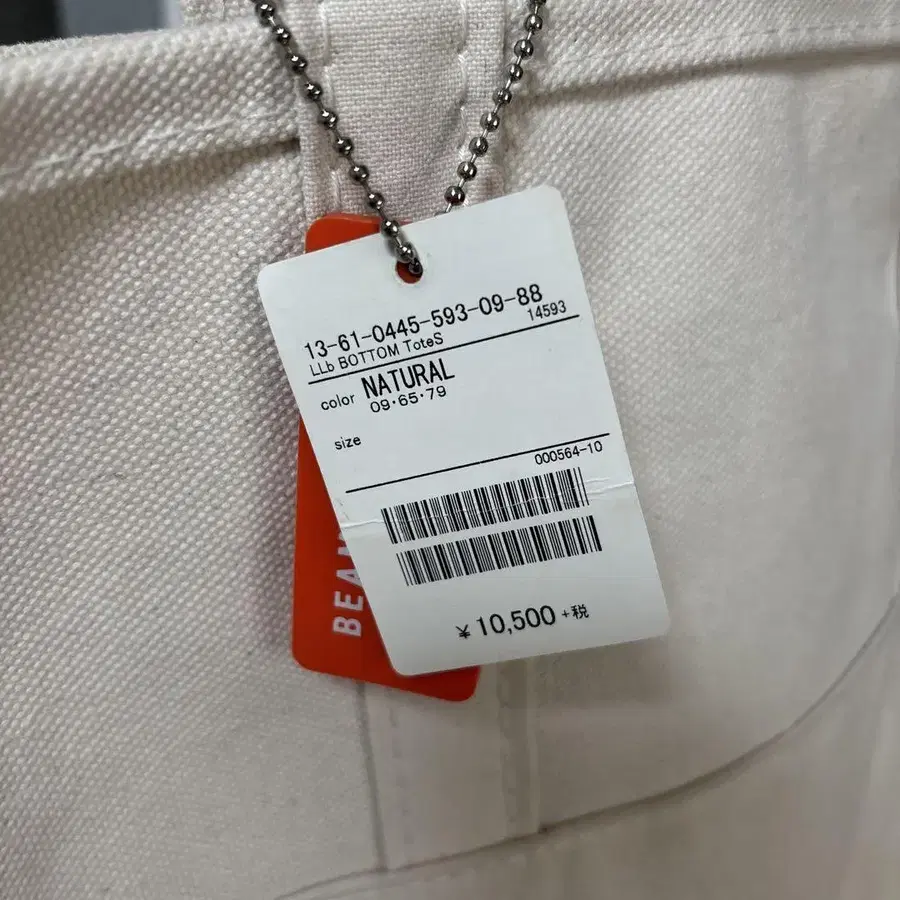 13-61-0445-593-09-88
LLb BOTTOM ToteS 14593
color NATURAL
09・65・79
size
000564-10
¥10,500+税
BEAM